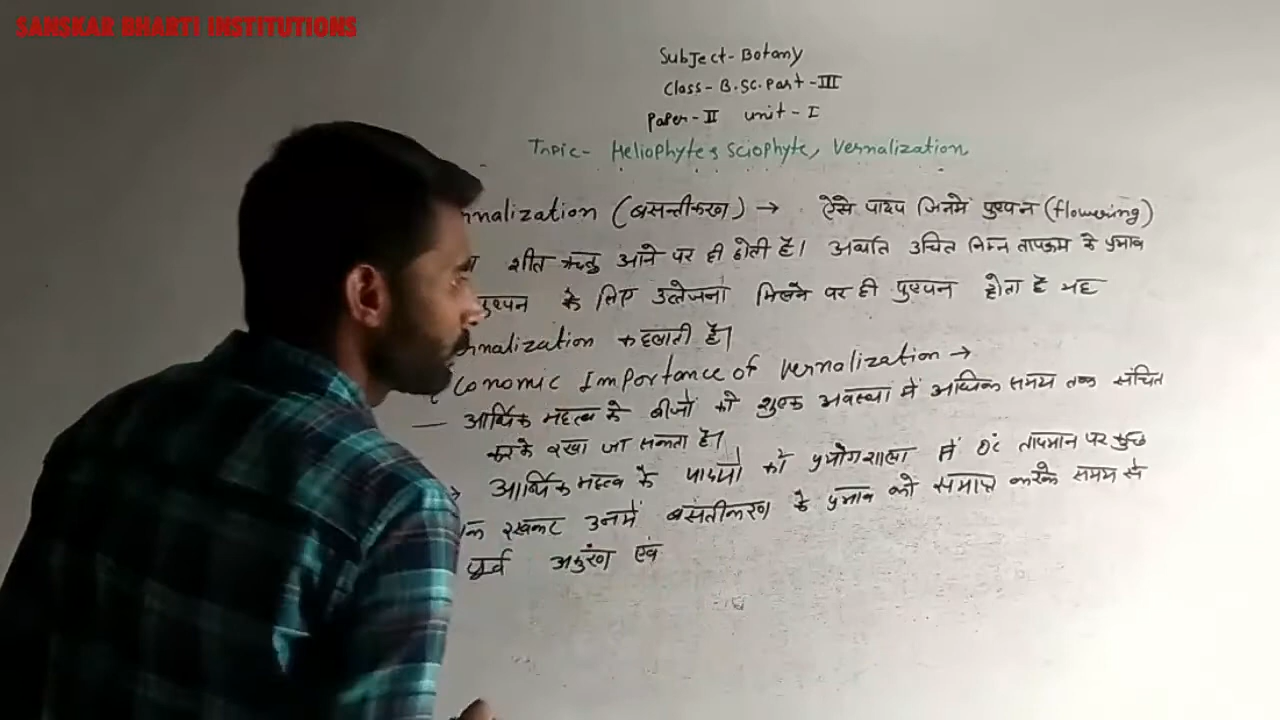 SANSKAR BHARTI INSTITUTIONS
Subject-Botany
Class-B.Sc.Part-III
Paper-II unit-I
Topic- Heliophyte & Sciophyte, Vernalization
nalization (बसन्तीकरण) → ऐसे पादप जिनमें पुष्पन (flowering)
शीत ऋतु आने पर ही होती है। अर्थात उचित निम्न तापक्रम के प्रभाव
पुष्पन के लिए उत्तेजना मिलने पर ही पुष्पन होता है यह
nalization कहलाती है।
Economic Importance of Vernalization →
— आर्थिक महत्व के बीजों को शुष्क अवस्था में अधिक समय तक संचित
करके रखा जा सकता है।
→ आर्थिक महत्व के पादपों को प्रयोगशाला में 0°c तापमान पर कुछ
रखकर उनमें बसंतीकरण के प्रभाव को समाप्त करके समय से
पूर्व अकुंरण एवं